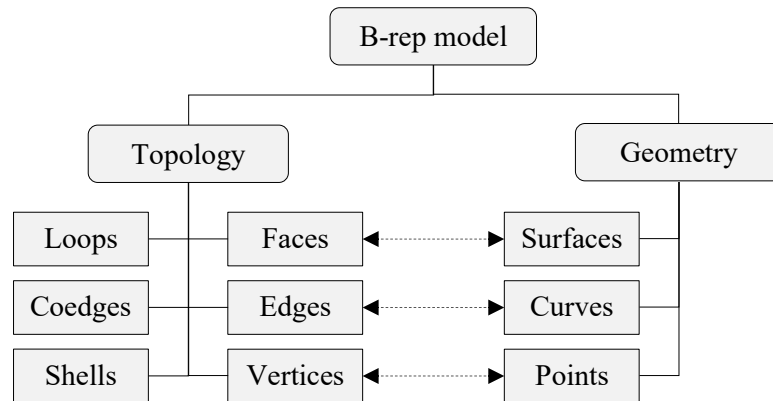 B-rep model
Topology
Geometry
Loops
Faces
Surfaces
Coedges
Edges
Curves
Shells
Vertices
Points